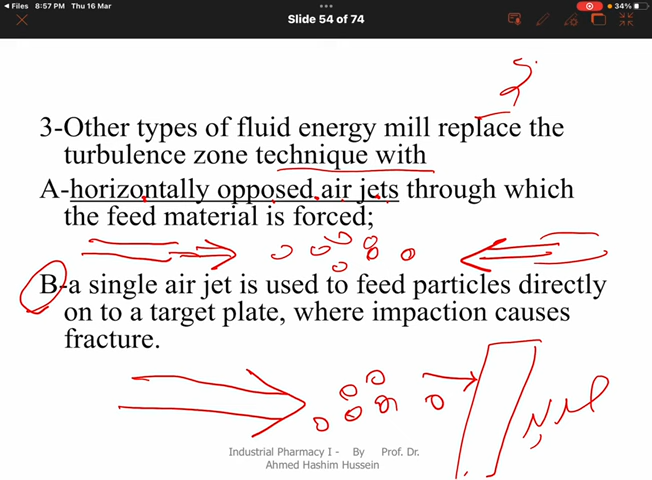 Files 8:57 PM Thu 16 Mar 34%
Slide 54 of 74
3-Other types of fluid energy mill replace the
turbulence zone technique with
A-horizontally opposed air jets through which
the feed material is forced;
B-a single air jet is used to feed particles directly
on to a target plate, where impaction causes
fracture.
Industrial Pharmacy I - By Prof. Dr.
Ahmed Hashim Hussein